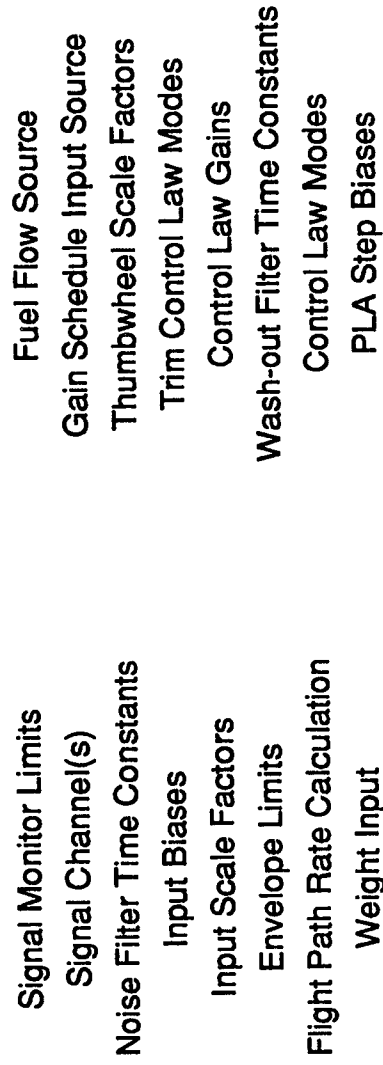 Signal Monitor Limits
Signal Channel(s)
Noise Filter Time Constants
Input Biases
Input Scale Factors
Envelope Limits
Flight Path Rate Calculation
Weight Input
Fuel Flow Source
Gain Schedule Input Source
Thumbwheel Scale Factors
Trim Control Law Modes
Control Law Gains
Wash-out Filter Time Constants
Control Law Modes
PLA Step Biases